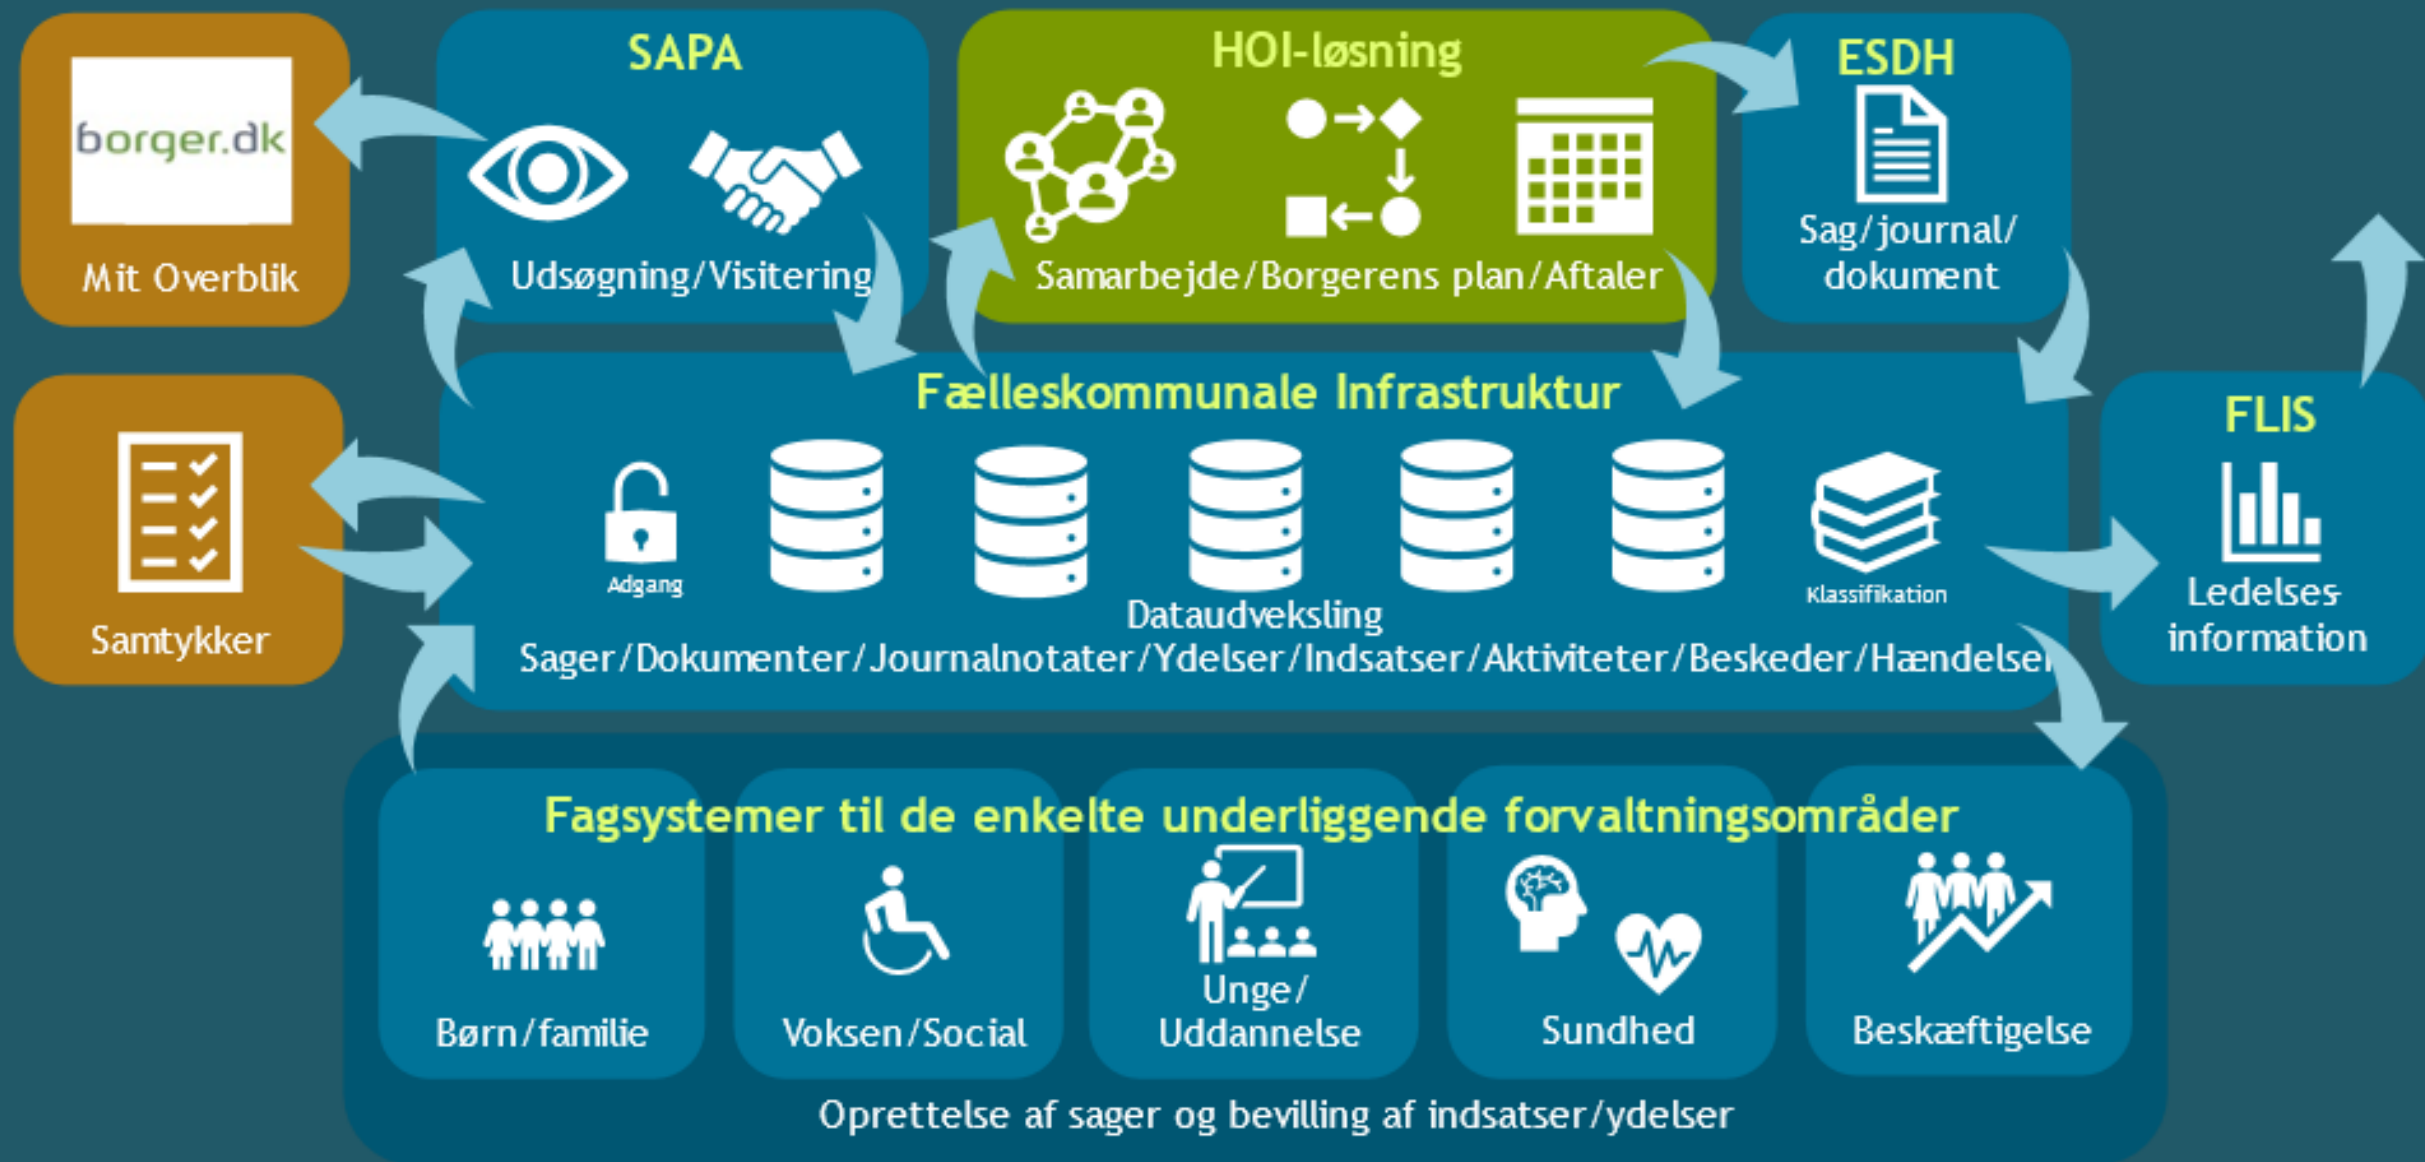 borger.dk
Mit Overblik
SAPA
Udsøgning/Visitering
HOI-løsning
Samarbejde/Borgerens plan/Aftaler
ESDH
Sag/journal/
dokument
Samtykker
Fælleskommunale Infrastruktur
Adgang
Klassifikation
Dataudveksling
Sager/Dokumenter/Journalnotater/Ydelser/Indsatser/Aktiviteter/Beskeder/Hændelser
FLIS
Ledelses-
information
Fagsystemer til de enkelte underliggende forvaltningsområder
Børn/familie
Voksen/Social
Unge/
Uddannelse
Sundhed
Beskæftigelse
Oprettelse af sager og bevilling af indsatser/ydelser